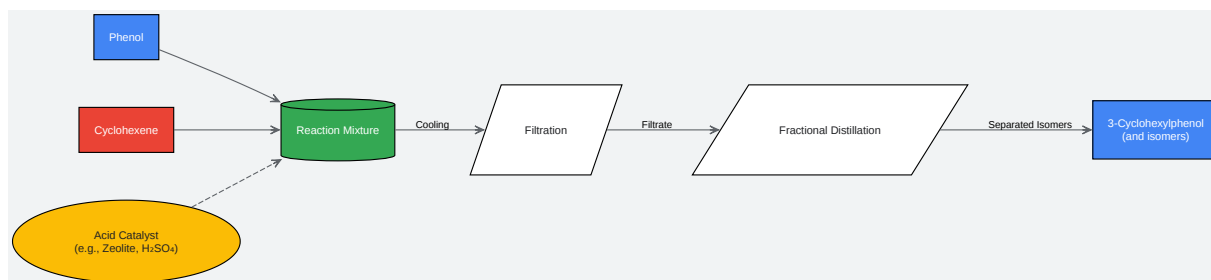 Phenol
Cyclohexene
Reaction Mixture
Cooling
Filtration
Filtrate
Fractional Distillation
Separated Isomers
3-Cyclohexylphenol
(and isomers)
Acid Catalyst
(e.g., Zeolite, H₂SO₄)